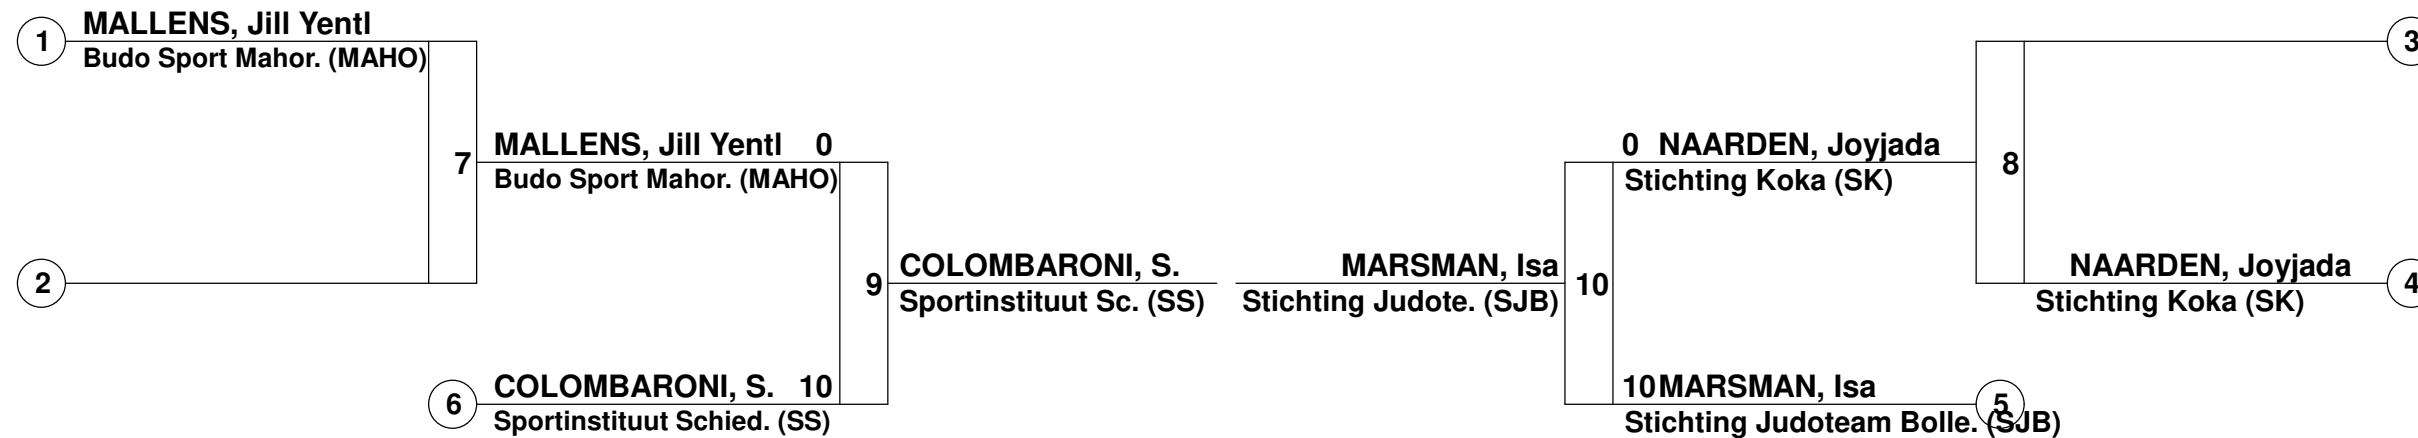 1 MALLENS, Jill Yentl
Budo Sport Mahor. (MAHO)
7
MALLENS, Jill Yentl 0
Budo Sport Mahor. (MAHO)
2
9
COLOMBARONI, S.
Sportinstituut Sc. (SS)
6
COLOMBARONI, S. 10
Sportinstituut Schied. (SS)
3
8
0 NAARDEN, Joyjada
Stichting Koka (SK)
MARSMAN, Isa
Stichting Judote. (SJB)
10
NAARDEN, Joyjada
Stichting Koka (SK)
4
10 MARSMAN, Isa
5
Stichting Judoteam Bolle. (SJB)